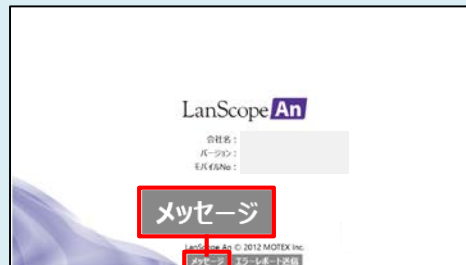 LanScope An
会社名：
バージョン：
モバイルNo：
メッセージ
LanScope An © 2012 MOTEX Inc.
メッセージ エラーレポート送信